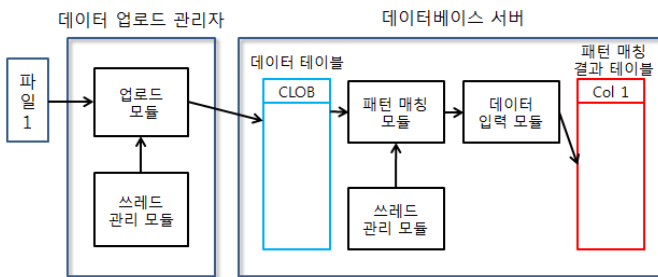 데이터 업로드 관리자
데이터베이스 서버
파
일
1
업로드
모듈
쓰레드
관리 모듈
데이터 테이블
CLOB
패턴 매칭
모듈
쓰레드
관리 모듈
데이터
입력 모듈
패턴 매칭
결과 테이블
Col 1